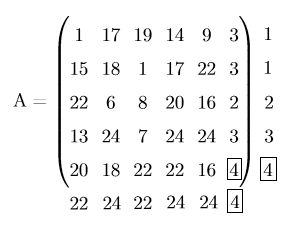 1 17 19 14 9 3 1
15 18 1 17 22 3 1
A = 22 6 8 20 16 2 2
13 24 7 24 24 3 3
20 18 22 22 16 4 4
22 24 22 24 24 4